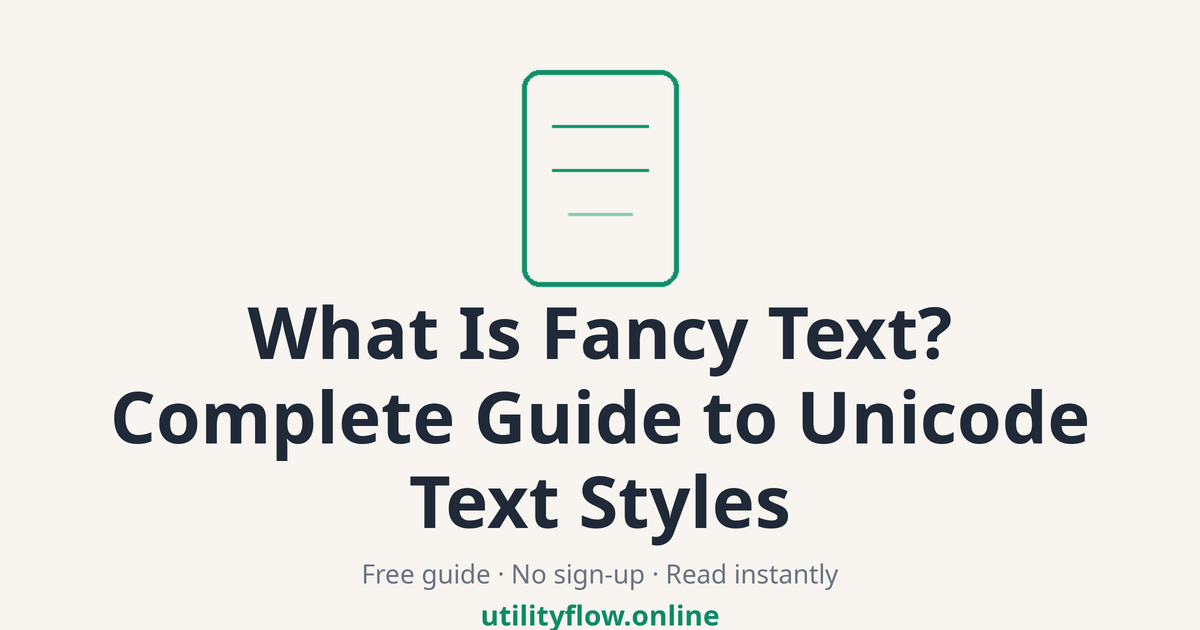 What Is Fancy Text?
Complete Guide to Unicode
Text Styles
Free guide · No sign-up · Read instantly
utilityflow.online